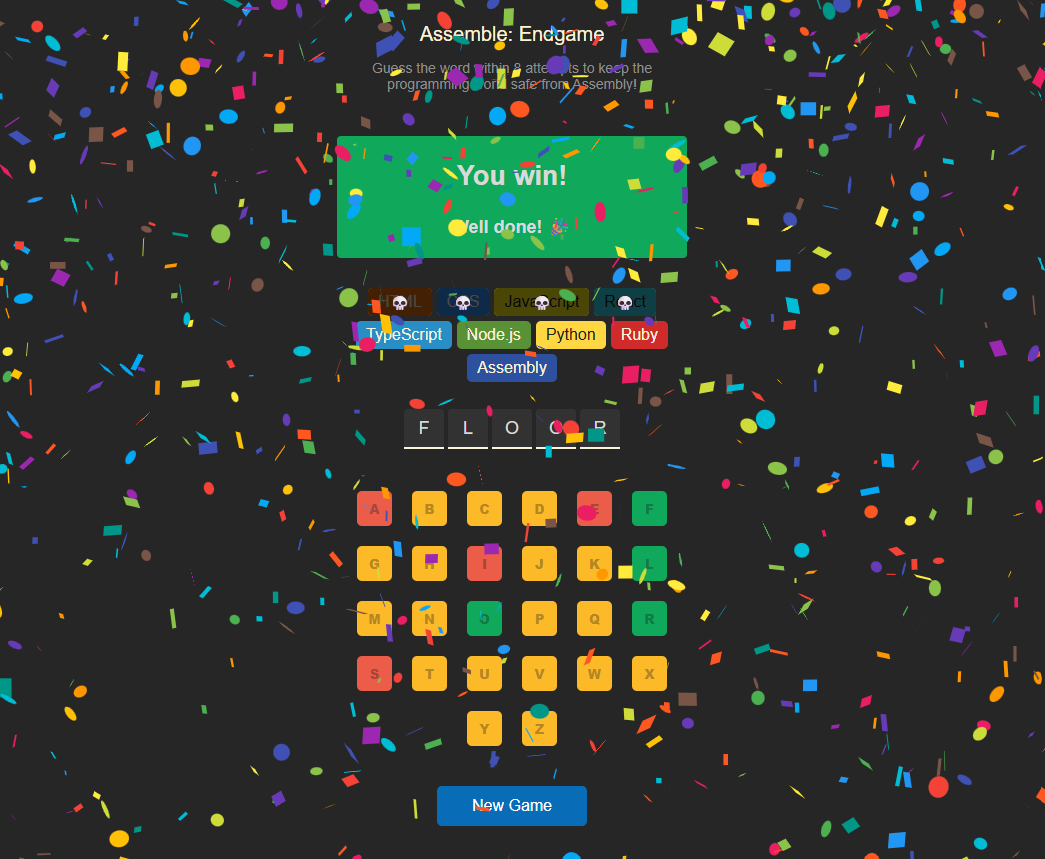 Assemble: Endgame
Guess the word within 8 attempts to keep the
programming world safe from Assembly!
You win!
Well done! 🎉
HTML CSS JavaScript React
TypeScript Node.js Python Ruby
Assembly
F L O O R
A B C D E F
G H I J K L
M N O P Q R
S T U V W X
Y Z
New Game